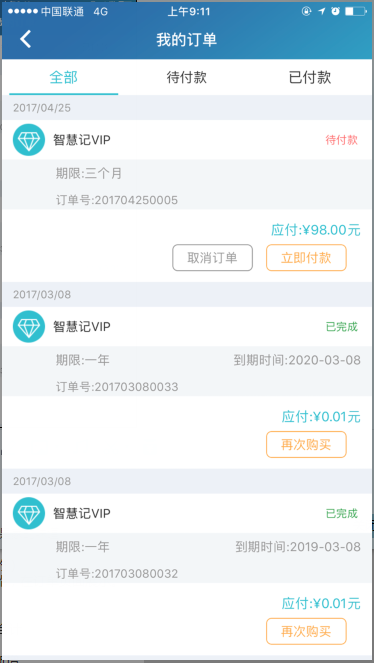 中国联通 4G 上午9:11
我的订单
全部 待付款 已付款
2017/04/25
智慧记VIP 待付款
期限:三个月
订单号:201704250005
应付:¥98.00元
取消订单 立即付款
2017/03/08
智慧记VIP 已完成
期限:一年 到期时间:2020-03-08
订单号:201703080033
应付:¥0.01元
再次购买
2017/03/08
智慧记VIP 已完成
期限:一年 到期时间:2019-03-08
订单号:201703080032
应付:¥0.01元
再次购买